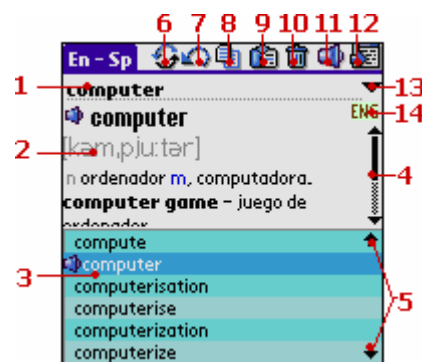 6 7 8 9 10 11 12
En - Sp
1 computer 13
computer ENG 14
2 [kəm,pju:tər]
n ordenador m, computadora. 4
computer game - juego de
ordenador
compute
3 computer
computerisation 5
computerise
computerization
computerize